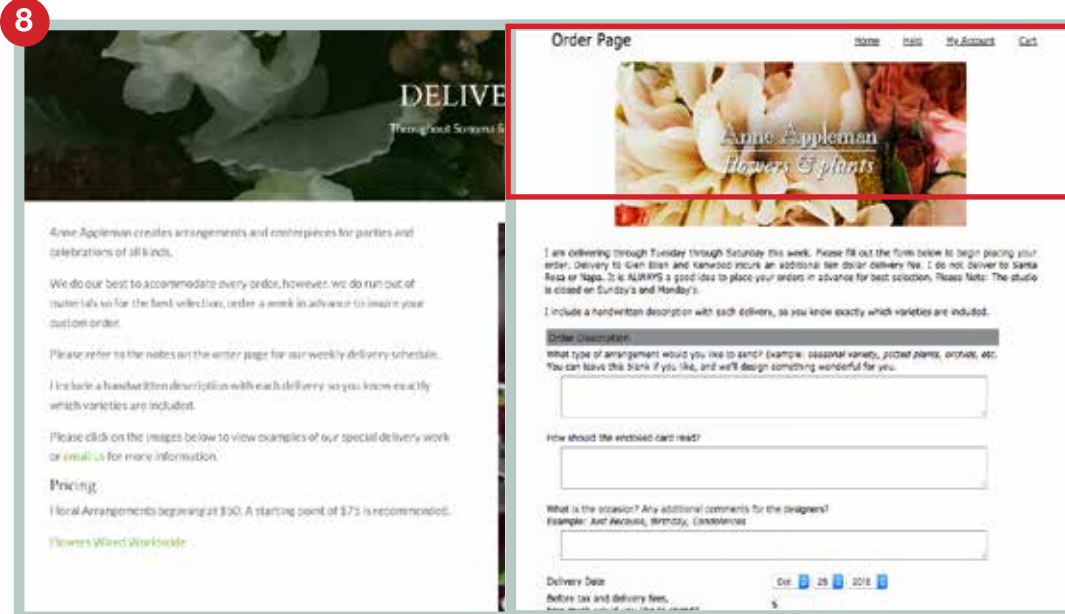 8
DELIVE
Throughout Sonoma &
Anne Appleman creates arrangements and centerpieces for parties and
celebrations of all kinds.
We do our best to accommodate every order, however, we do run out of
materials so for the best selection, order a week in advance to insure your
custom order.
Please refer to the notes on the order page for our weekly delivery schedule.
I include a handwritten description with each delivery so you know exactly
which varieties are included.
Please click on the images below to view examples of our special delivery work
or email us for more information.
Pricing
Floral Arrangements beginning at $50. A starting point of $75 is recommended.
Flowers Wired Worldwide
Order Page
Home Help My Account Cart
Anne Appleman
Flowers & plants
I am delivering through Tuesday through Saturday this week. Please fill out the form below to begin placing your
order. Delivery to Glen Ellen and Kenwood incurs an additional ten dollar delivery fee. I do not deliver to Santa
Rosa or Napa. It is ALWAYS a good idea to place your orders in advance for best selection. Please Note: The studio
is closed on Sunday's and Monday's.
I include a handwritten description with each delivery, so you know exactly which varieties are included.
Order Description
What type of arrangement would you like to send? Example: seasonal variety, potted plants, orchids, etc.
You can leave this blank if you like, and we'll design something wonderful for you.
How should the enclosed card read?
What is the occasion? Any additional comments for the designers?
Example: Just Because, Birthday, Condolences
Delivery Date Oct 26 2018
Before tax and delivery fees,
how much would you like to spend? $